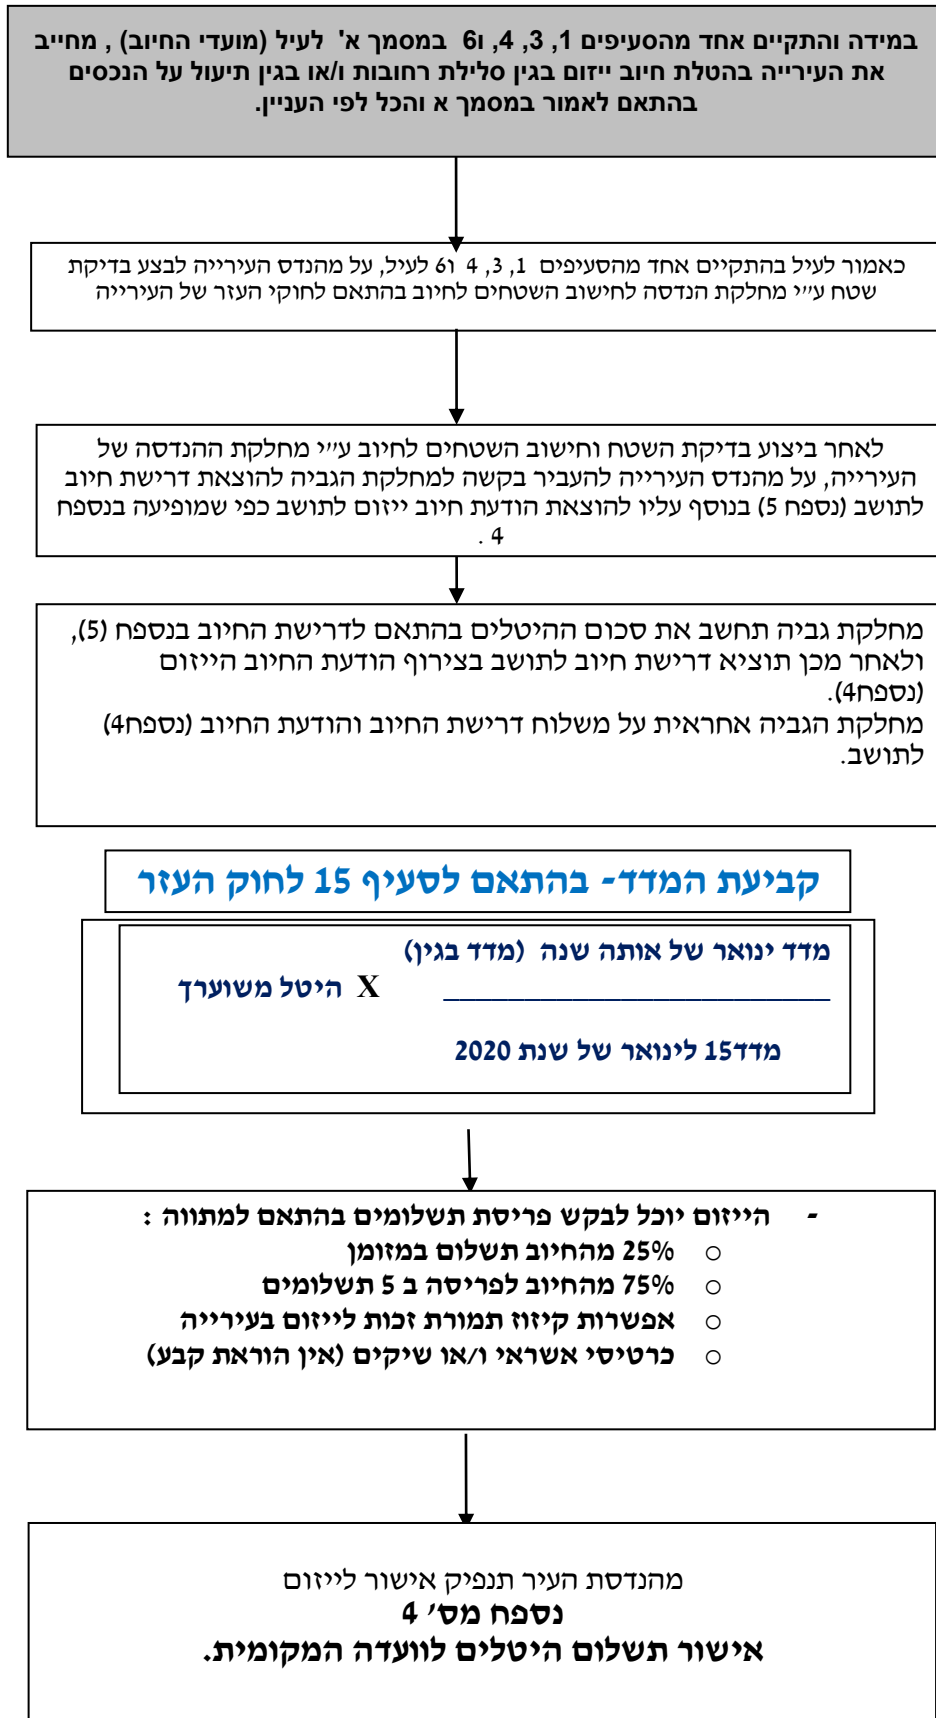 במידה והתקיים אחד מהסעיפים 1, 3, 4, ו6 במסמך א' לעיל (מועדי החיוב) , מחייב
את העירייה בהטלת חיוב ייזום בגין סלילת רחובות ו/או בגין תיעול על הנכסים
בהתאם לאמור במסמך א והכל לפי העניין.
כאמור לעיל בהתקיים אחד מהסעיפים 1, 3, 4 ו6 לעיל, על מהנדס העירייה לבצע בדיקת
שטח ע״י מחלקת הנדסה לחישוב השטחים לחיוב בהתאם לחוקי העזר של העירייה
לאחר ביצוע בדיקת השטח וחישוב השטחים לחיוב ע״י מחלקת ההנדסה של
העירייה, על מהנדס העירייה להעביר בקשה למחלקת הגביה להוצאת דרישת חיוב
לתושב (נספח 5) בנוסף עליו להוצאת הודעת חיוב ייזום לתושב כפי שמופיעה בנספח
4 .
מחלקת גביה תחשב את סכום ההיטלים בהתאם לדרישת החיוב בנספח (5),
ולאחר מכן תוציא דרישת חיוב לתושב בצירוף הודעת החיוב הייזום
(נספח4).
מחלקת הגביה אחראית על משלוח דרישת החיוב והודעת החיוב (נספח4)
לתושב.
קביעת המדד- בהתאם לסעיף 15 לחוק העזר
מדד ינואר של אותה שנה (מדד בגין)
________________________ X היטל משוערך
מדד15 לינואר של שנת 2020
- הייזום יוכל לבקש פריסת תשלומים בהתאם למתווה :
o 25% מהחיוב תשלום במזומן
o 75% מהחיוב לפריסה ב 5 תשלומים
o אפשרות קיזוז תמורת זכות לייזום בעירייה
o כרטיסי אשראי ו/או שיקים (אין הוראת קבע)
מהנדסת העיר תנפיק אישור לייזום
נספח מס׳ 4
אישור תשלום היטלים לוועדה המקומית.